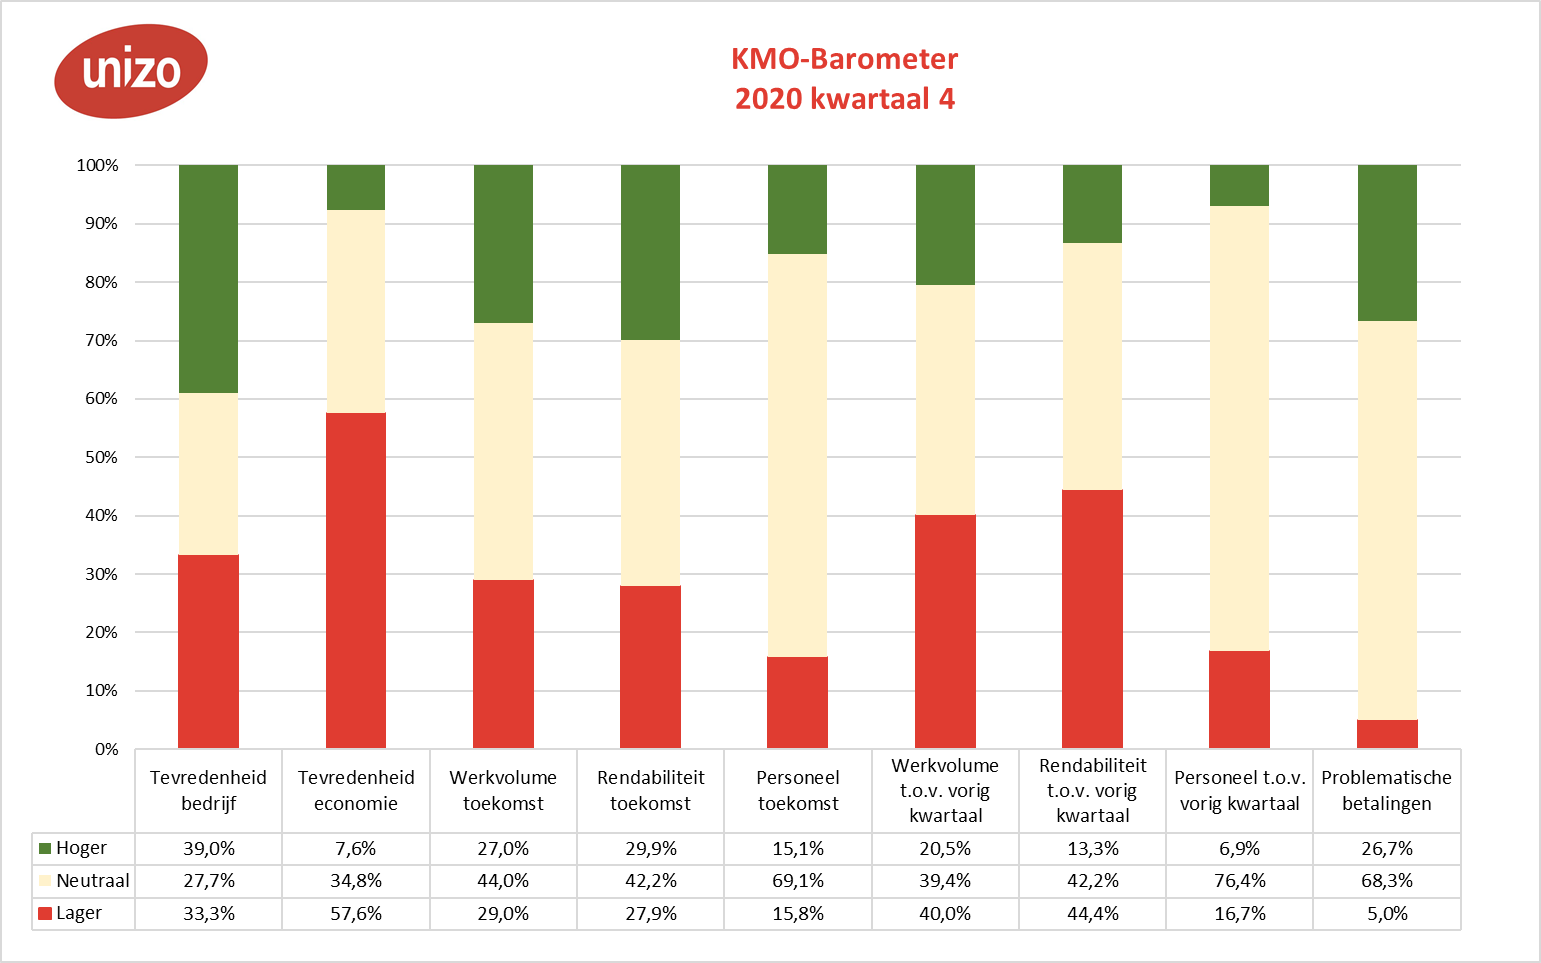 unizo
KMO-Barometer
2020 kwartaal 4
100%
90%
80%
70%
60%
50%
40%
30%
20%
10%
0%
Tevredenheid bedrijf
Tevredenheid economie
Werkvolume toekomst
Rendabiliteit toekomst
Personeel toekomst
Werkvolume t.o.v. vorig kwartaal
Rendabiliteit t.o.v. vorig kwartaal
Personeel t.o.v. vorig kwartaal
Problematische betalingen
Hoger 39,0% 7,6% 27,0% 29,9% 15,1% 20,5% 13,3% 6,9% 26,7%
Neutraal 27,7% 34,8% 44,0% 42,2% 69,1% 39,4% 42,2% 76,4% 68,3%
Lager 33,3% 57,6% 29,0% 27,9% 15,8% 40,0% 44,4% 16,7% 5,0%